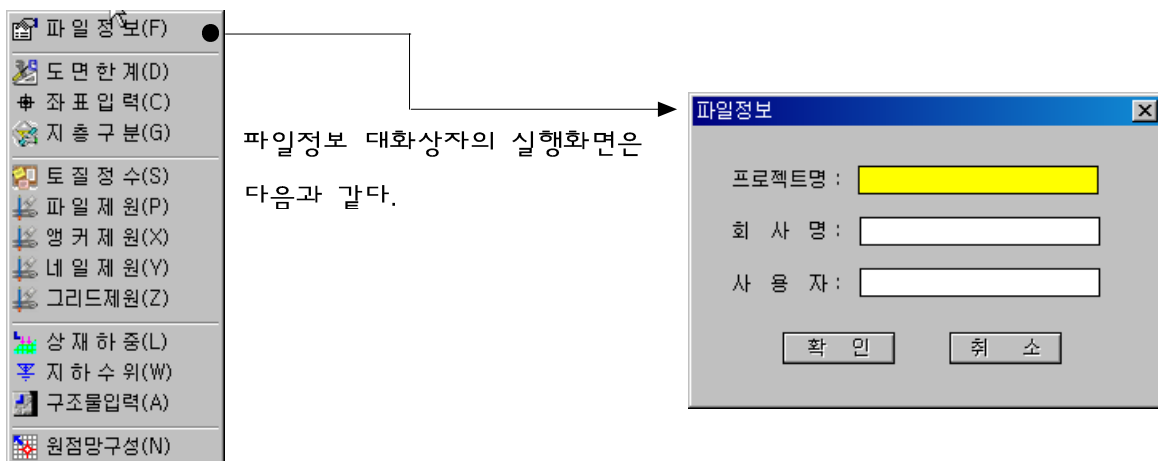 파 일 정 보(F)
도 면 한 계(D)
좌 표 입 력(C)
지 층 구 분(G)
토 질 정 수(S)
파 일 제 원(P)
앵 커 제 원(X)
네 일 제 원(Y)
그리드제원(Z)
상 재 하 중(L)
지 하 수 위(W)
구조물입력(A)
원점망구성(N)
파일정보 대화상자의 실행화면은
다음과 같다.
파일정보
프로젝트명 :
회 사 명 :
사 용 자 :
확 인 취 소